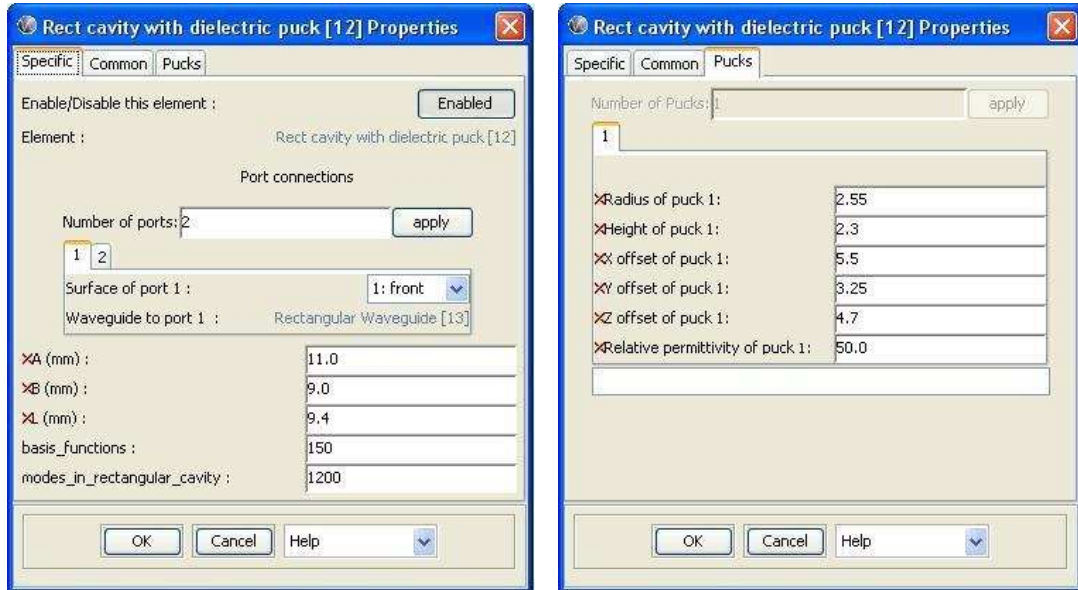 Rect cavity with dielectric puck [12] Properties
Specific Common Pucks
Enable/Disable this element : Enabled
Element : Rect cavity with dielectric puck [12]
Port connections
Number of ports: 2 apply
1 2
Surface of port 1 : 1: front
Waveguide to port 1 : Rectangular Waveguide [13]
A (mm) : 11.0
B (mm) : 9.0
L (mm) : 9.4
basis_functions : 150
modes_in_rectangular_cavity : 1200
OK Cancel Help
Rect cavity with dielectric puck [12] Properties
Specific Common Pucks
Number of Pucks: 1 apply
1
Radius of puck 1: 2.55
Height of puck 1: 2.3
X offset of puck 1: 5.5
Y offset of puck 1: 3.25
Z offset of puck 1: 4.7
Relative permittivity of puck 1: 50.0
OK Cancel Help